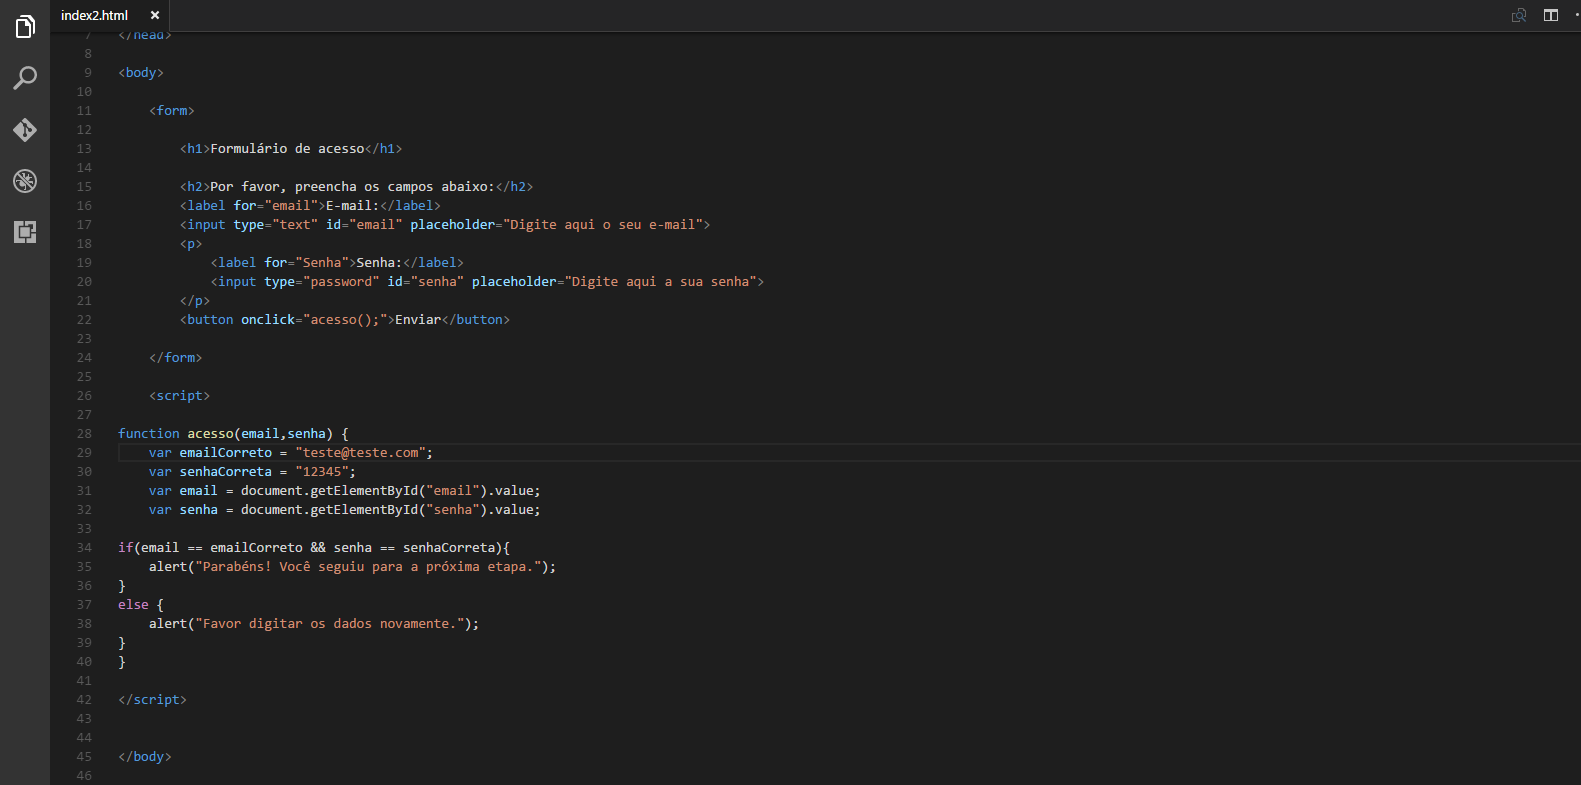 index2.html ×
7 </head>
8
9 <body>
10
11 <form>
12
13 <h1>Formulário de acesso</h1>
14
15 <h2>Por favor, preencha os campos abaixo:</h2>
16 <label for="email">E-mail:</label>
17 <input type="text" id="email" placeholder="Digite aqui o seu e-mail">
18 <p>
19 <label for="Senha">Senha:</label>
20 <input type="password" id="senha" placeholder="Digite aqui a sua senha">
21 </p>
22 <button onclick="acesso();">Enviar</button>
23
24 </form>
25
26 <script>
27
28 function acesso(email,senha) {
29 var emailCorreto = "teste@teste.com";
30 var senhaCorreta = "12345";
31 var email = document.getElementById("email").value;
32 var senha = document.getElementById("senha").value;
33
34 if(email == emailCorreto && senha == senhaCorreta){
35 alert("Parabéns! Você seguiu para a próxima etapa.");
36 }
37 else {
38 alert("Favor digitar os dados novamente.");
39 }
40 }
41
42 </script>
43
44
45 </body>
46